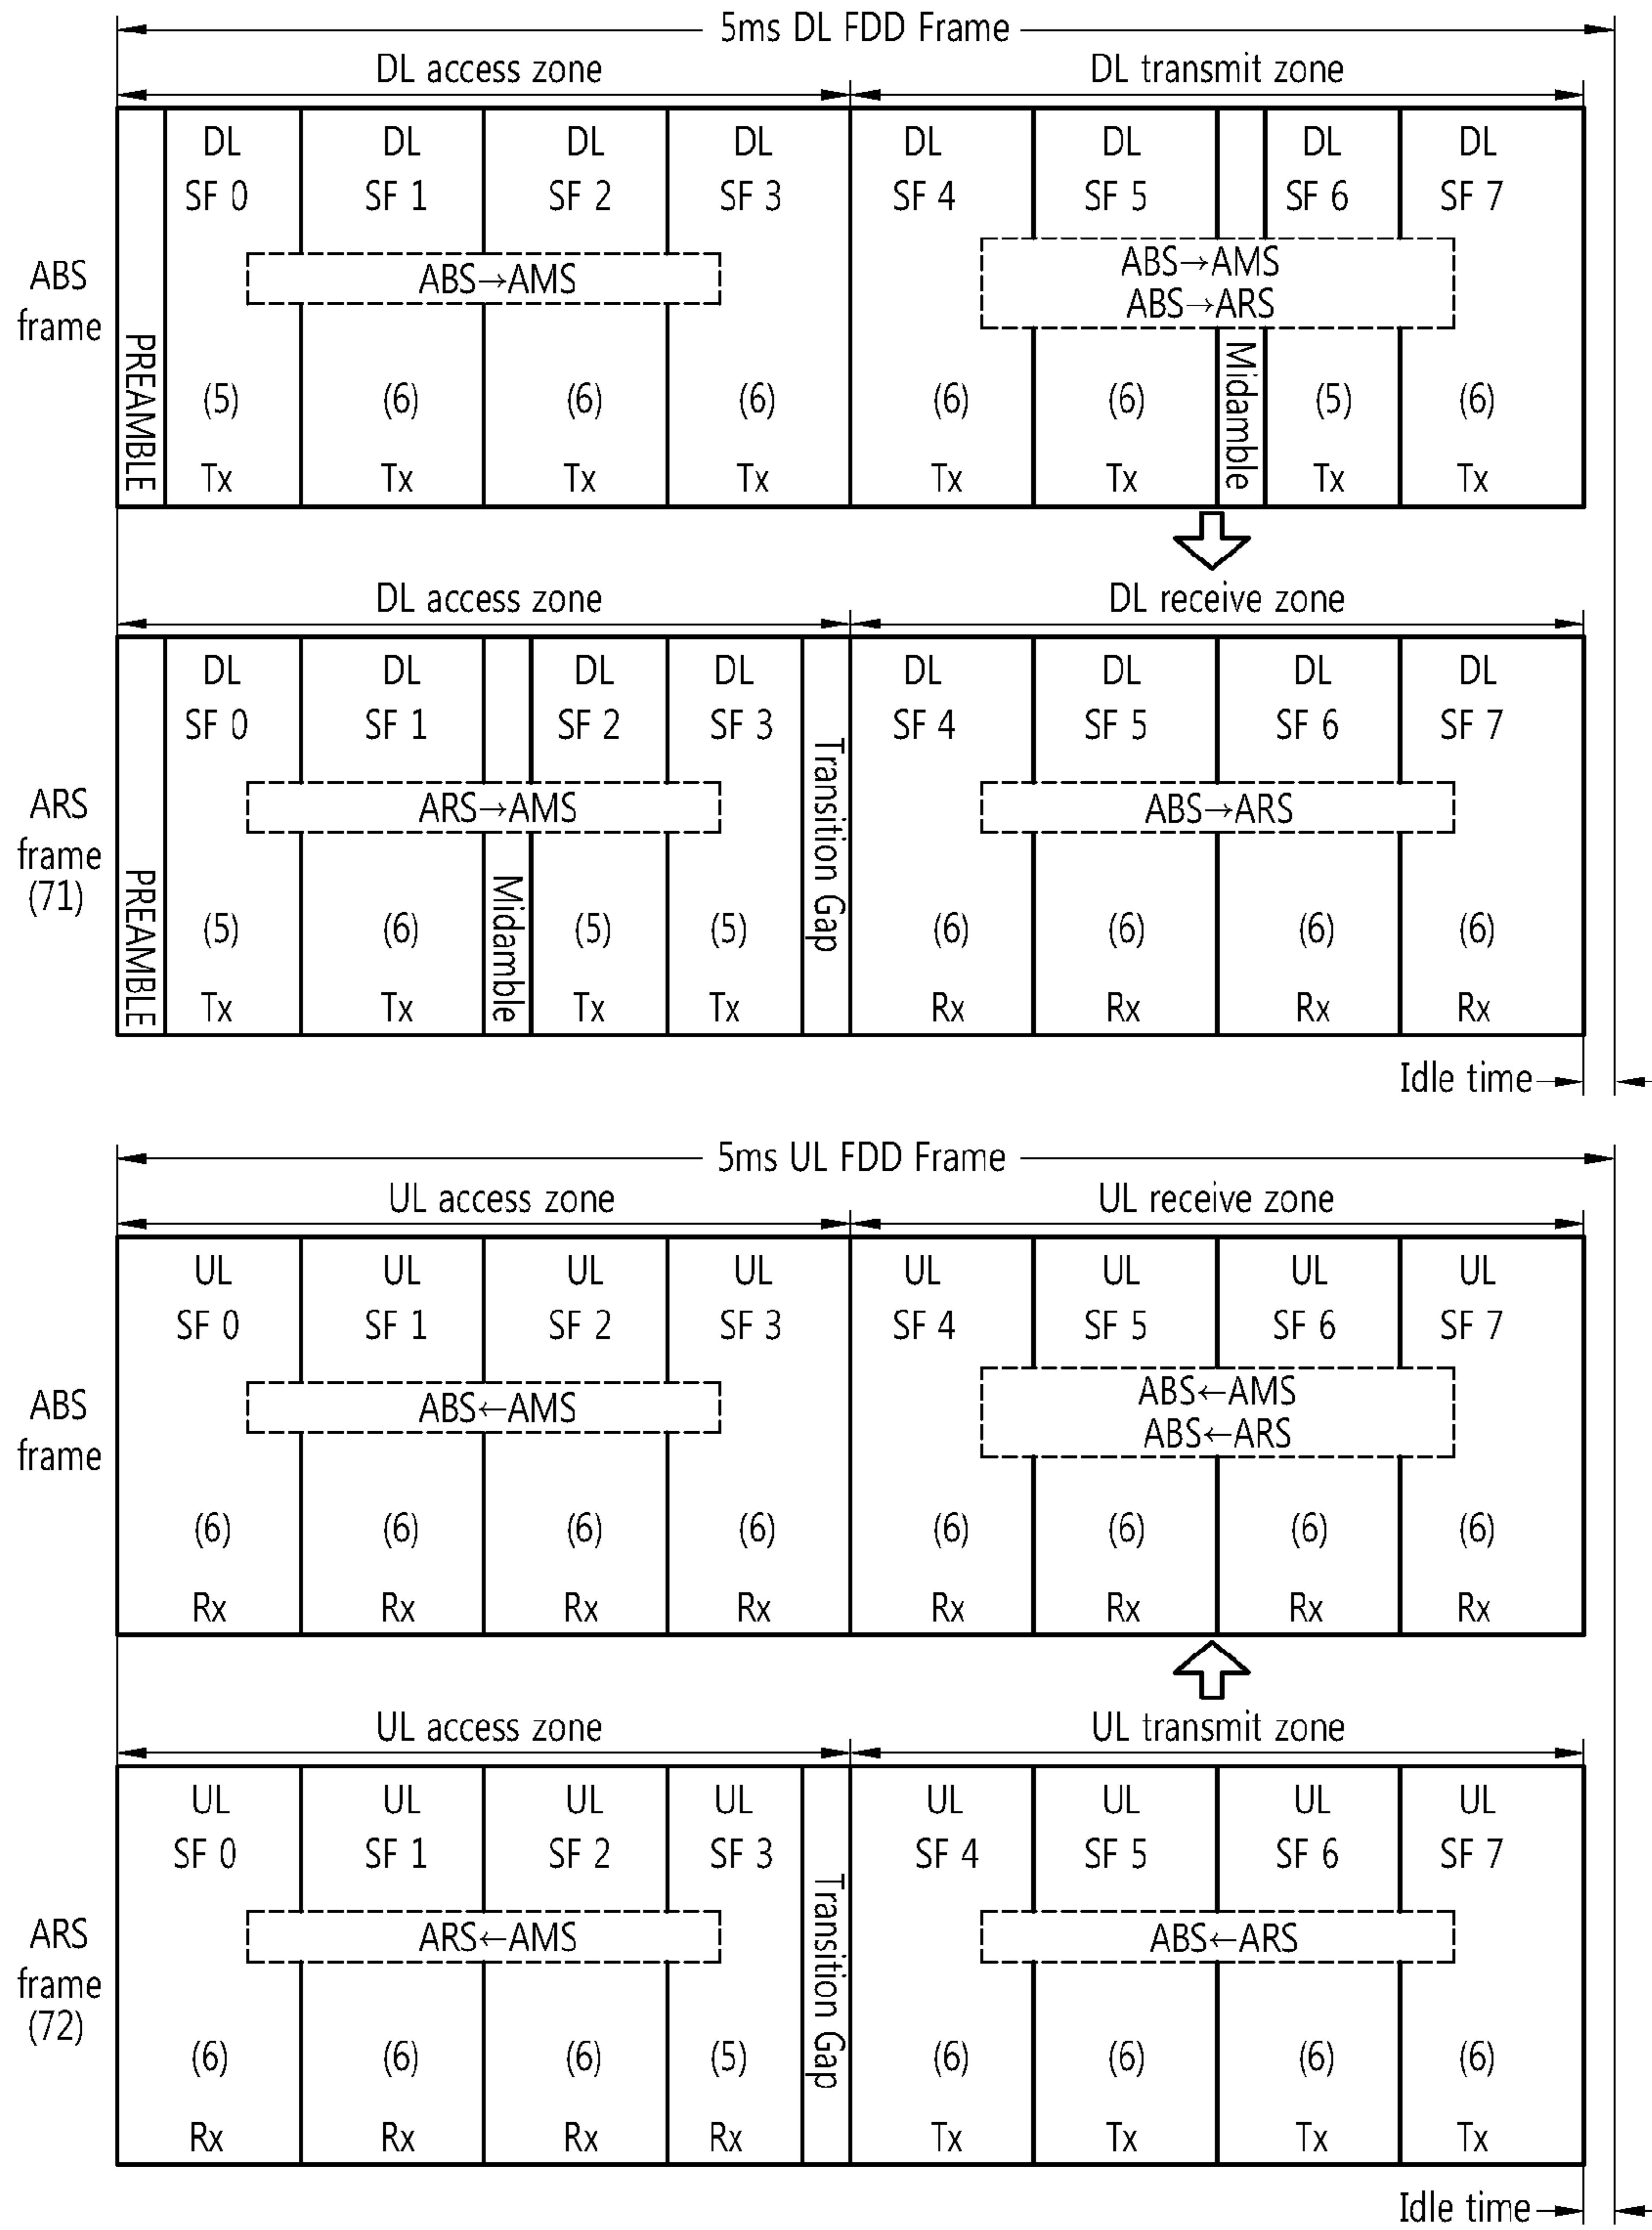 5ms DL FDD Frame
DL access zone DL transmit zone
DL DL DL DL DL DL DL DL
SF 0 SF 1 SF 2 SF 3 SF 4 SF 5 SF 6 SF 7
ABS
frame
ABS→AMS
ABS→AMS
ABS→ARS
PREAMBLE
Midamble
(5) (6) (6) (6) (6) (6) (5) (6)
Tx Tx Tx Tx Tx Tx Tx Tx
DL access zone DL receive zone
DL DL DL DL DL DL DL DL
SF 0 SF 1 SF 2 SF 3 SF 4 SF 5 SF 6 SF 7
ARS
frame
(71)
ARS→AMS
ABS→ARS
PREAMBLE
Midamble
Transition Gap
(5) (6) (5) (5) (6) (6) (6) (6)
Tx Tx Tx Tx Rx Rx Rx Rx
Idle time
5ms UL FDD Frame
UL access zone UL receive zone
UL UL UL UL UL UL UL UL
SF 0 SF 1 SF 2 SF 3 SF 4 SF 5 SF 6 SF 7
ABS
frame
ABS←AMS
ABS←AMS
ABS←ARS
(6) (6) (6) (6) (6) (6) (6) (6)
Rx Rx Rx Rx Rx Rx Rx Rx
UL access zone UL transmit zone
UL UL UL UL UL UL UL UL
SF 0 SF 1 SF 2 SF 3 SF 4 SF 5 SF 6 SF 7
ARS
frame
(72)
ARS←AMS
ABS←ARS
Transition Gap
(6) (6) (6) (5) (6) (6) (6) (6)
Rx Rx Rx Rx Tx Tx Tx Tx
Idle time